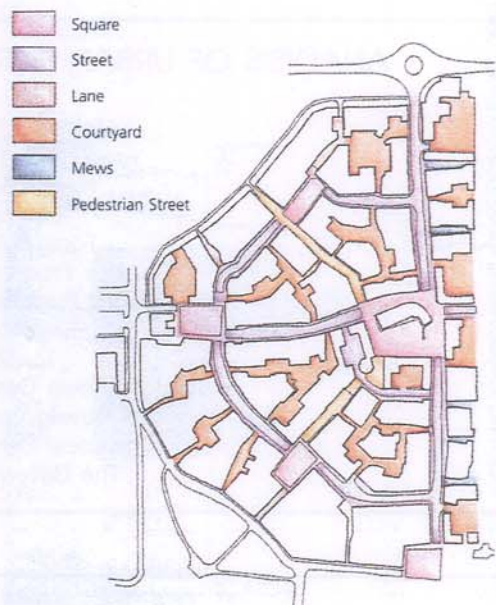 Square
Street
Lane
Courtyard
Mews
Pedestrian Street